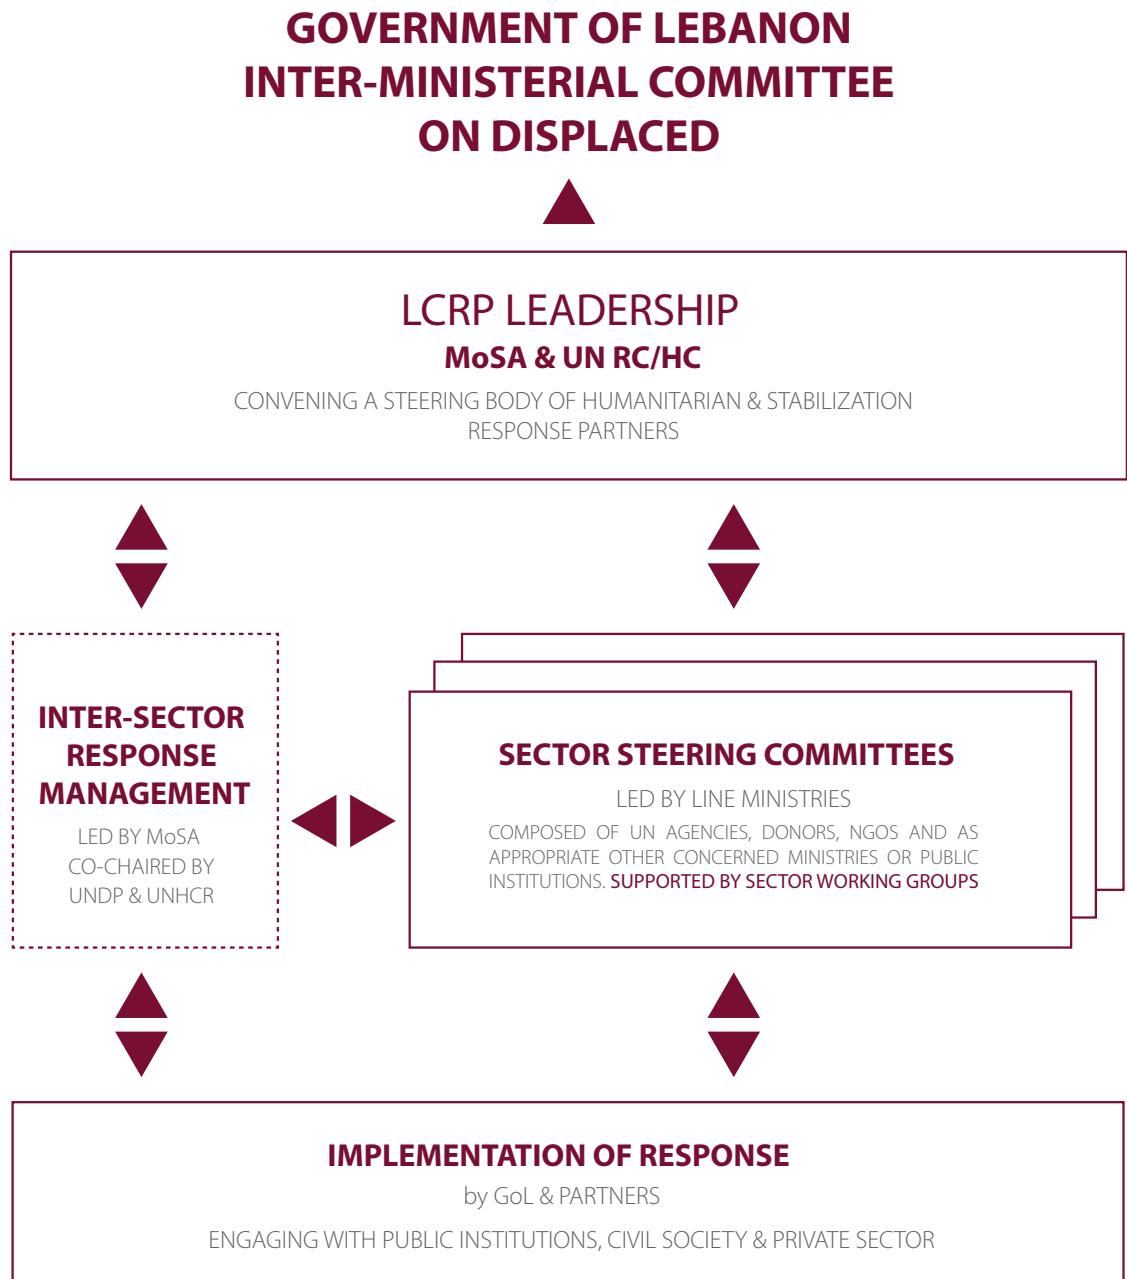 GOVERNMENT OF LEBANON
INTER-MINISTERIAL COMMITTEE
ON DISPLACED
LCRP LEADERSHIP
MoSA & UN RC/HC
CONVENING A STEERING BODY OF HUMANITARIAN & STABILIZATION
RESPONSE PARTNERS
INTER-SECTOR
RESPONSE
MANAGEMENT
LED BY MoSA
CO-CHAIRED BY
UNDP & UNHCR
SECTOR STEERING COMMITTEES
LED BY LINE MINISTRIES
COMPOSED OF UN AGENCIES, DONORS, NGOS AND AS
APPROPRIATE OTHER CONCERNED MINISTRIES OR PUBLIC
INSTITUTIONS. SUPPORTED BY SECTOR WORKING GROUPS
IMPLEMENTATION OF RESPONSE
by GoL & PARTNERS
ENGAGING WITH PUBLIC INSTITUTIONS, CIVIL SOCIETY & PRIVATE SECTOR